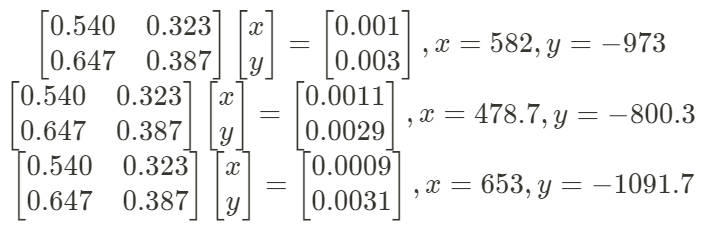 [0.540 0.323; 0.647 0.387] [x; y] = [0.001; 0.003], x = 582, y = −973
[0.540 0.323; 0.647 0.387] [x; y] = [0.0011; 0.0029], x = 478.7, y = −800.3
[0.540 0.323; 0.647 0.387] [x; y] = [0.0009; 0.0031], x = 653, y = −1091.7